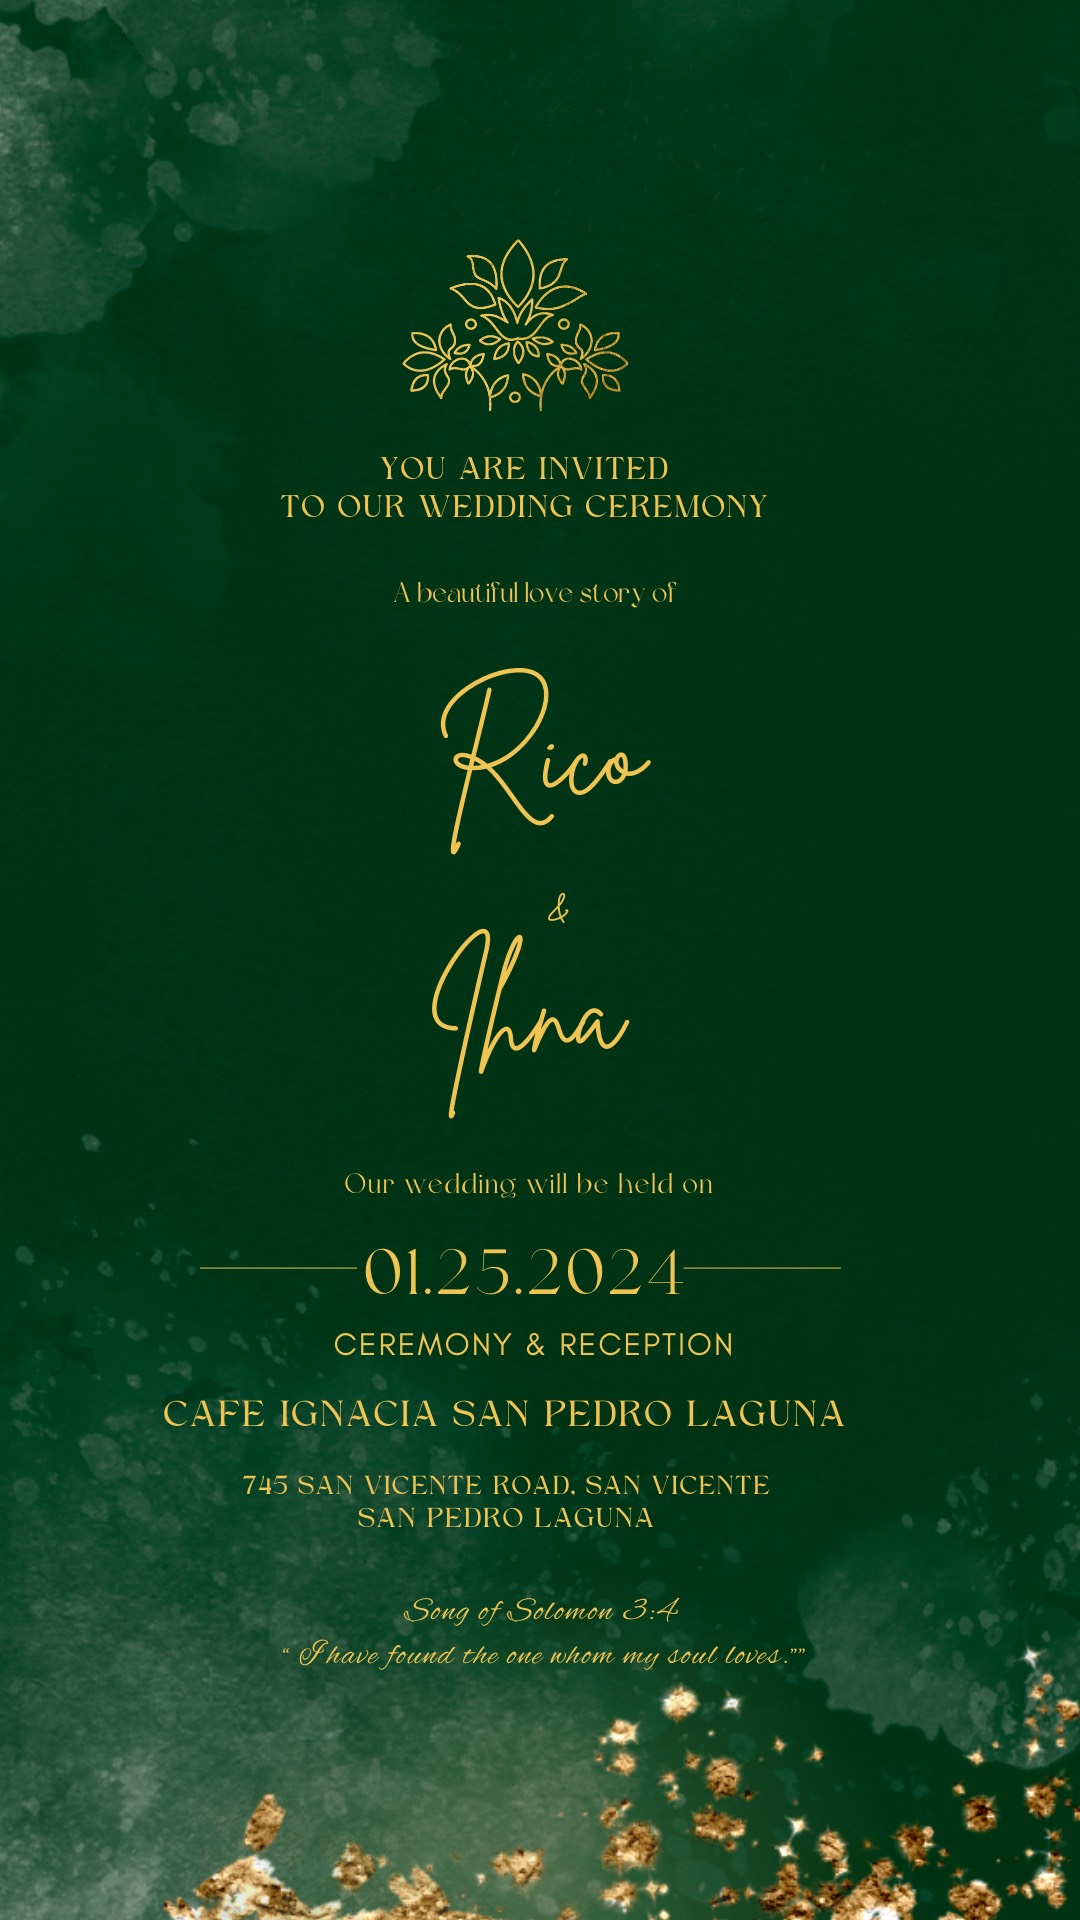 YOU ARE INVITED
TO OUR WEDDING CEREMONY
A beautiful love story of
Rico
&
Ihna
Our wedding will be held on
01.25.2024
CEREMONY & RECEPTION
CAFE IGNACIA SAN PEDRO LAGUNA
745 SAN VICENTE ROAD, SAN VICENTE
SAN PEDRO LAGUNA
Song of Solomon 3:4
“ I have found the one whom my soul loves.””